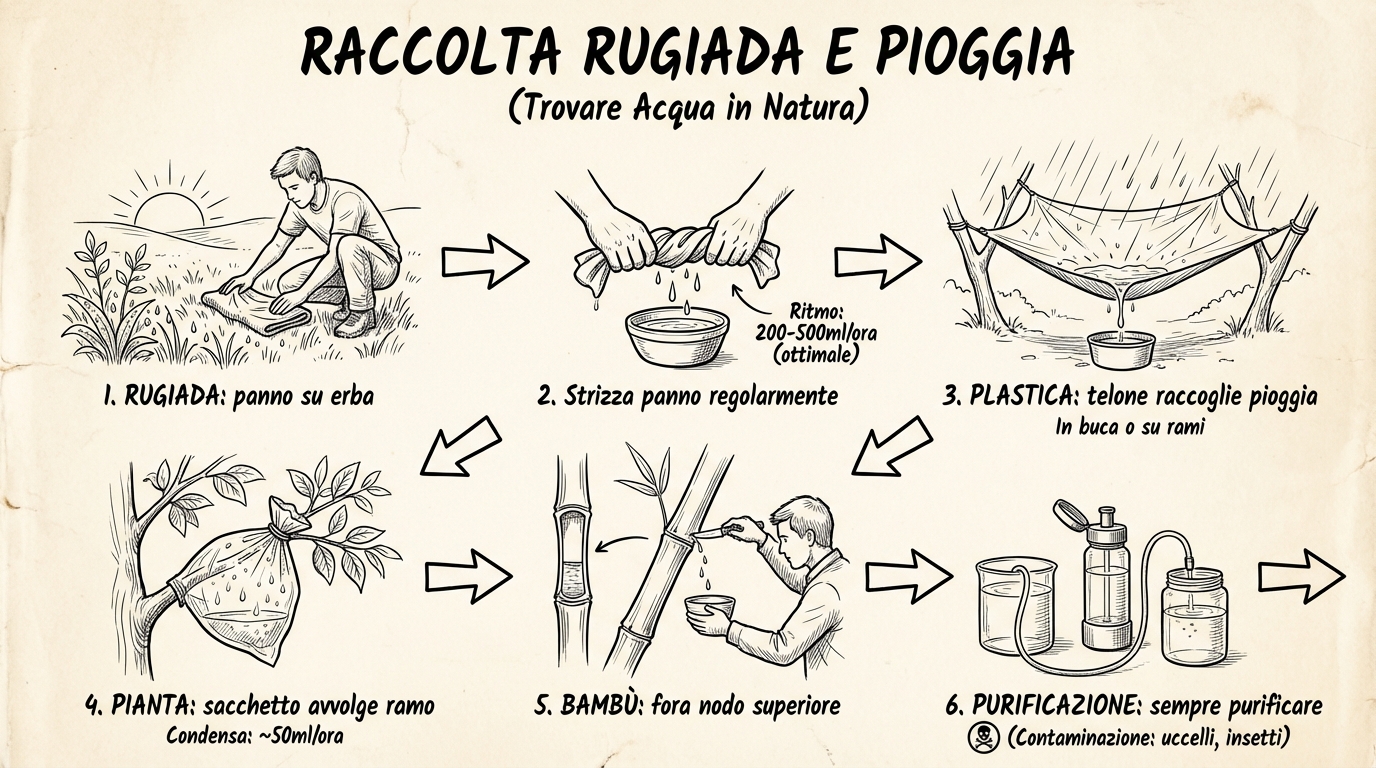 RACCOLTA RUGIADA E PIOGGIA
(Trovare Acqua in Natura)
Ritmo:
200-500ml/ora
(ottimale)
1. RUGIADA: panno su erba
2. Strizza panno regolarmente
3. PLASTICA: telone raccoglie pioggia
In buca o su rami
4. PIANTA: sacchetto avvolge ramo
Condensa: ~50ml/ora
5. BAMBÙ: fora nodo superiore
6. PURIFICAZIONE: sempre purificare
(Contaminazione: uccelli, insetti)